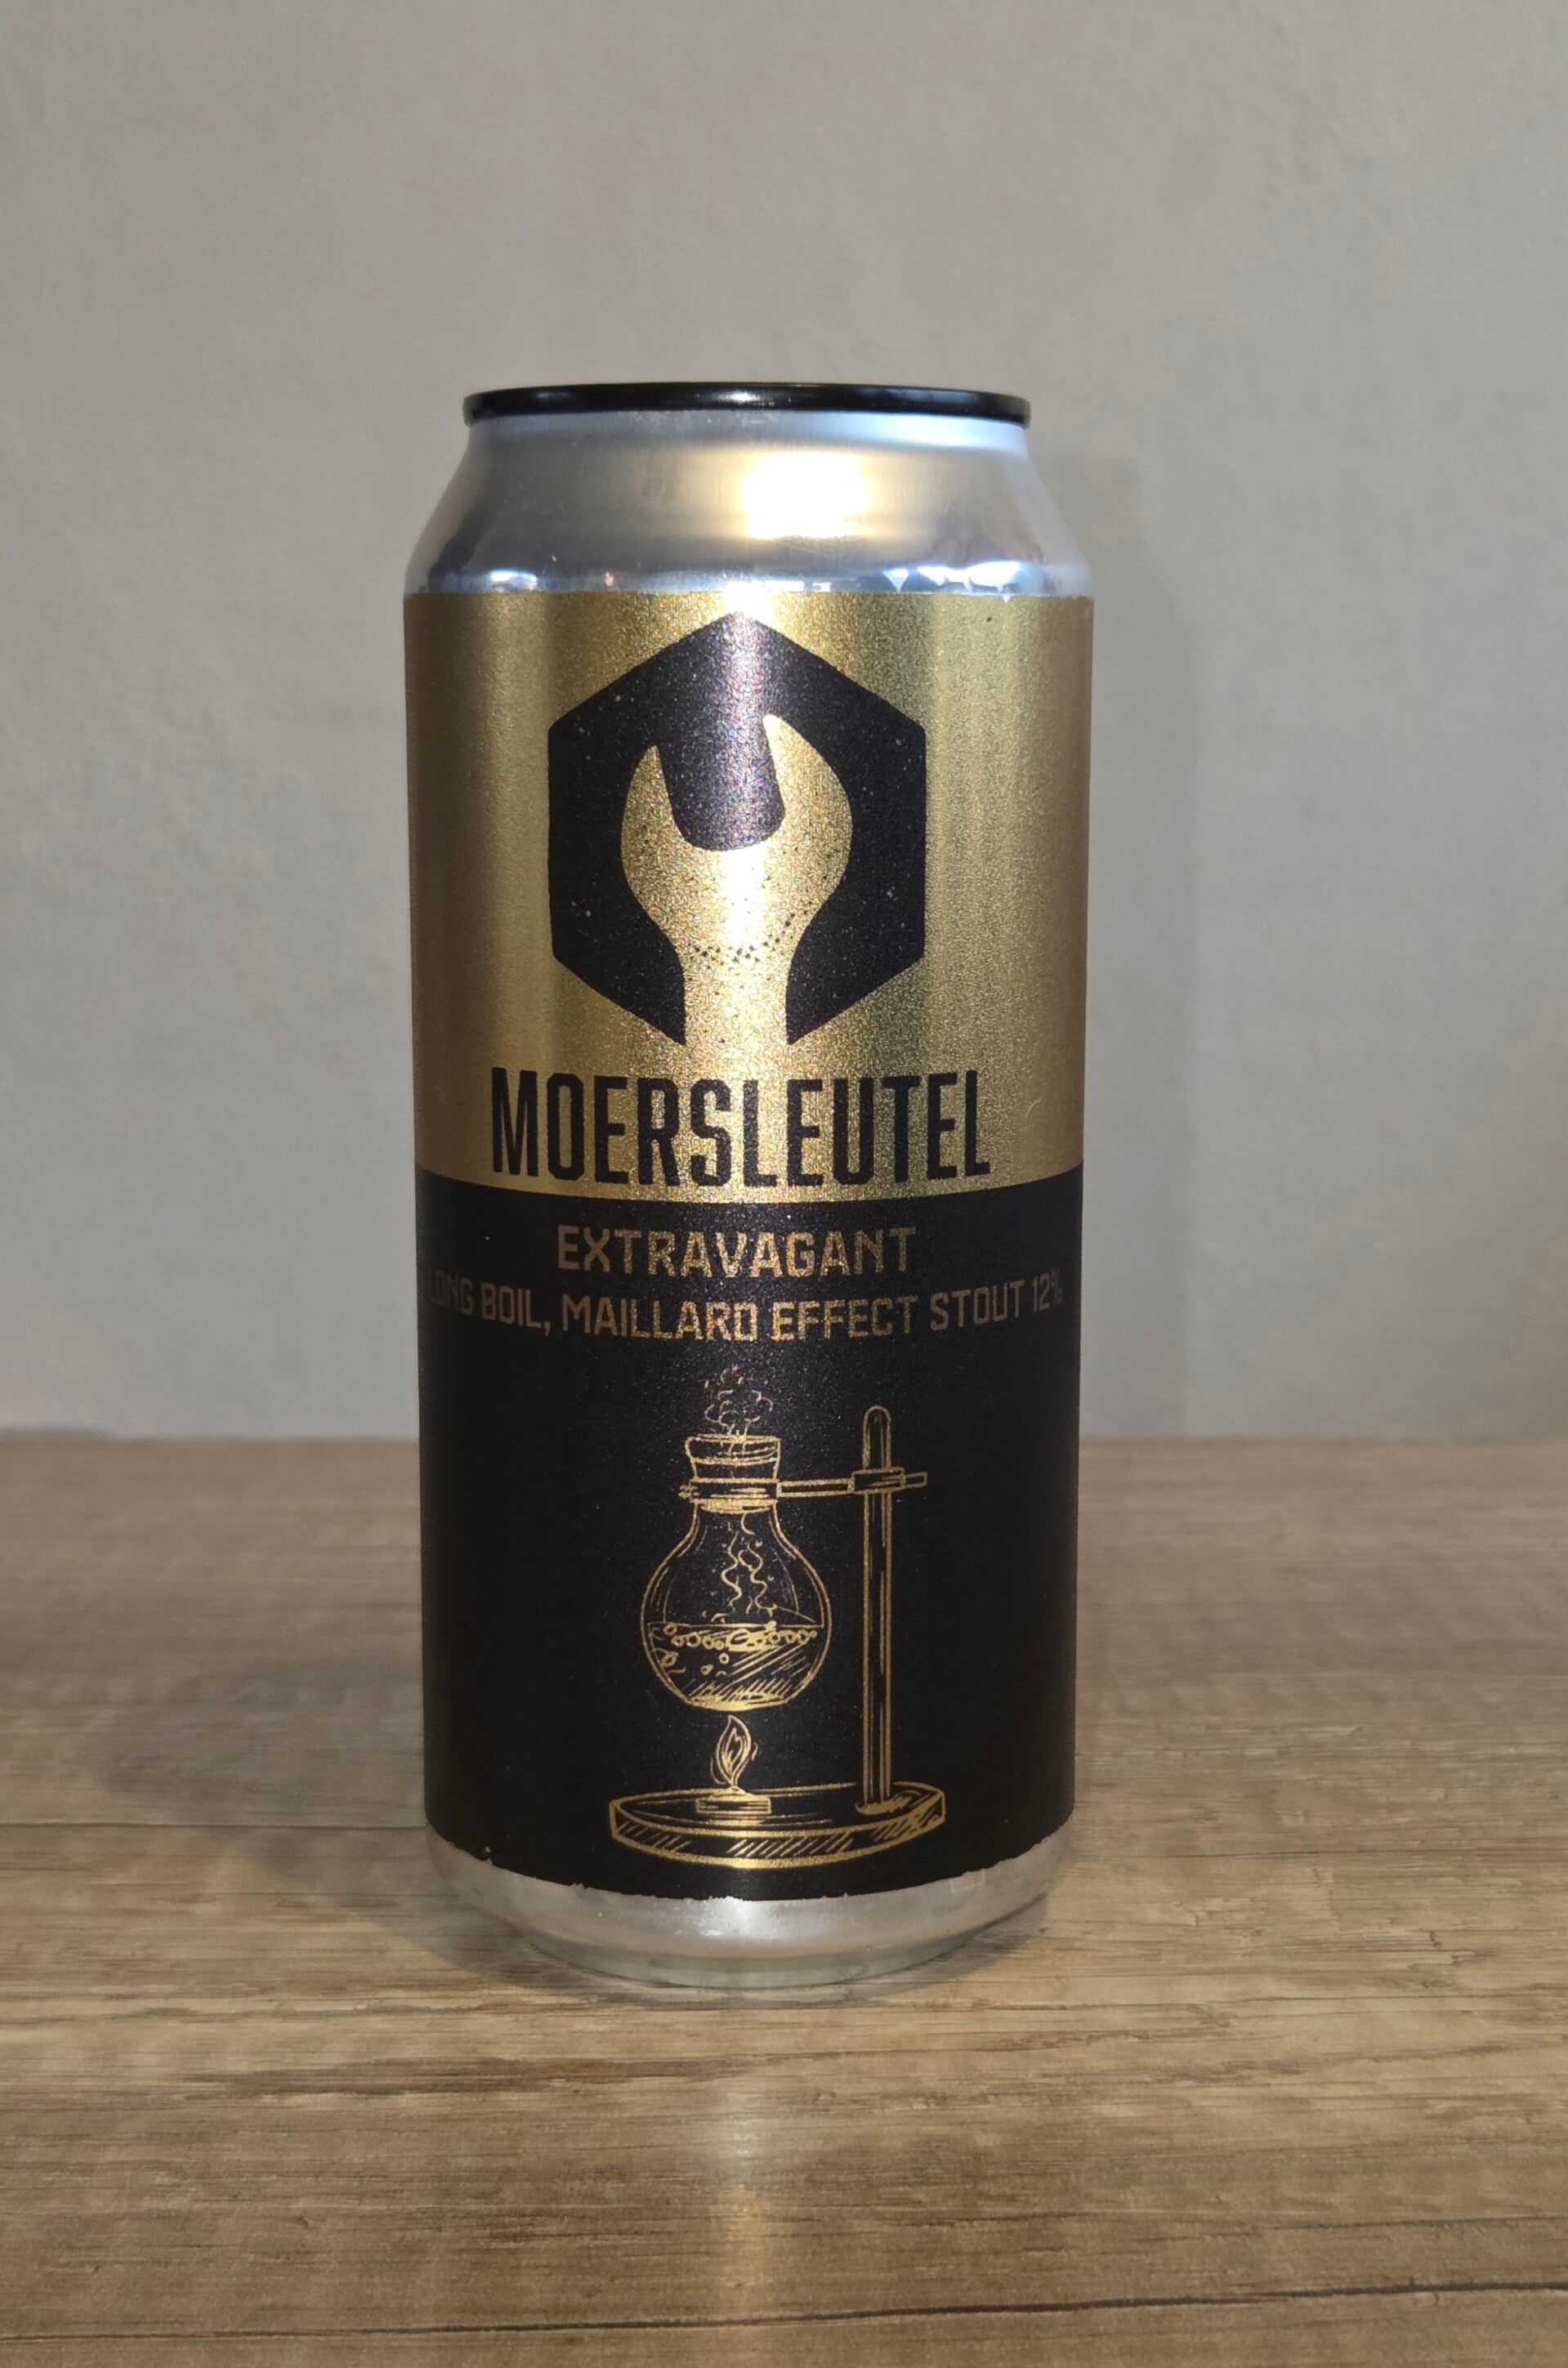 MOERSLEUTEL
EXTRAVAGANT
LONG BOIL, MAILLARD EFFECT STOUT 12%